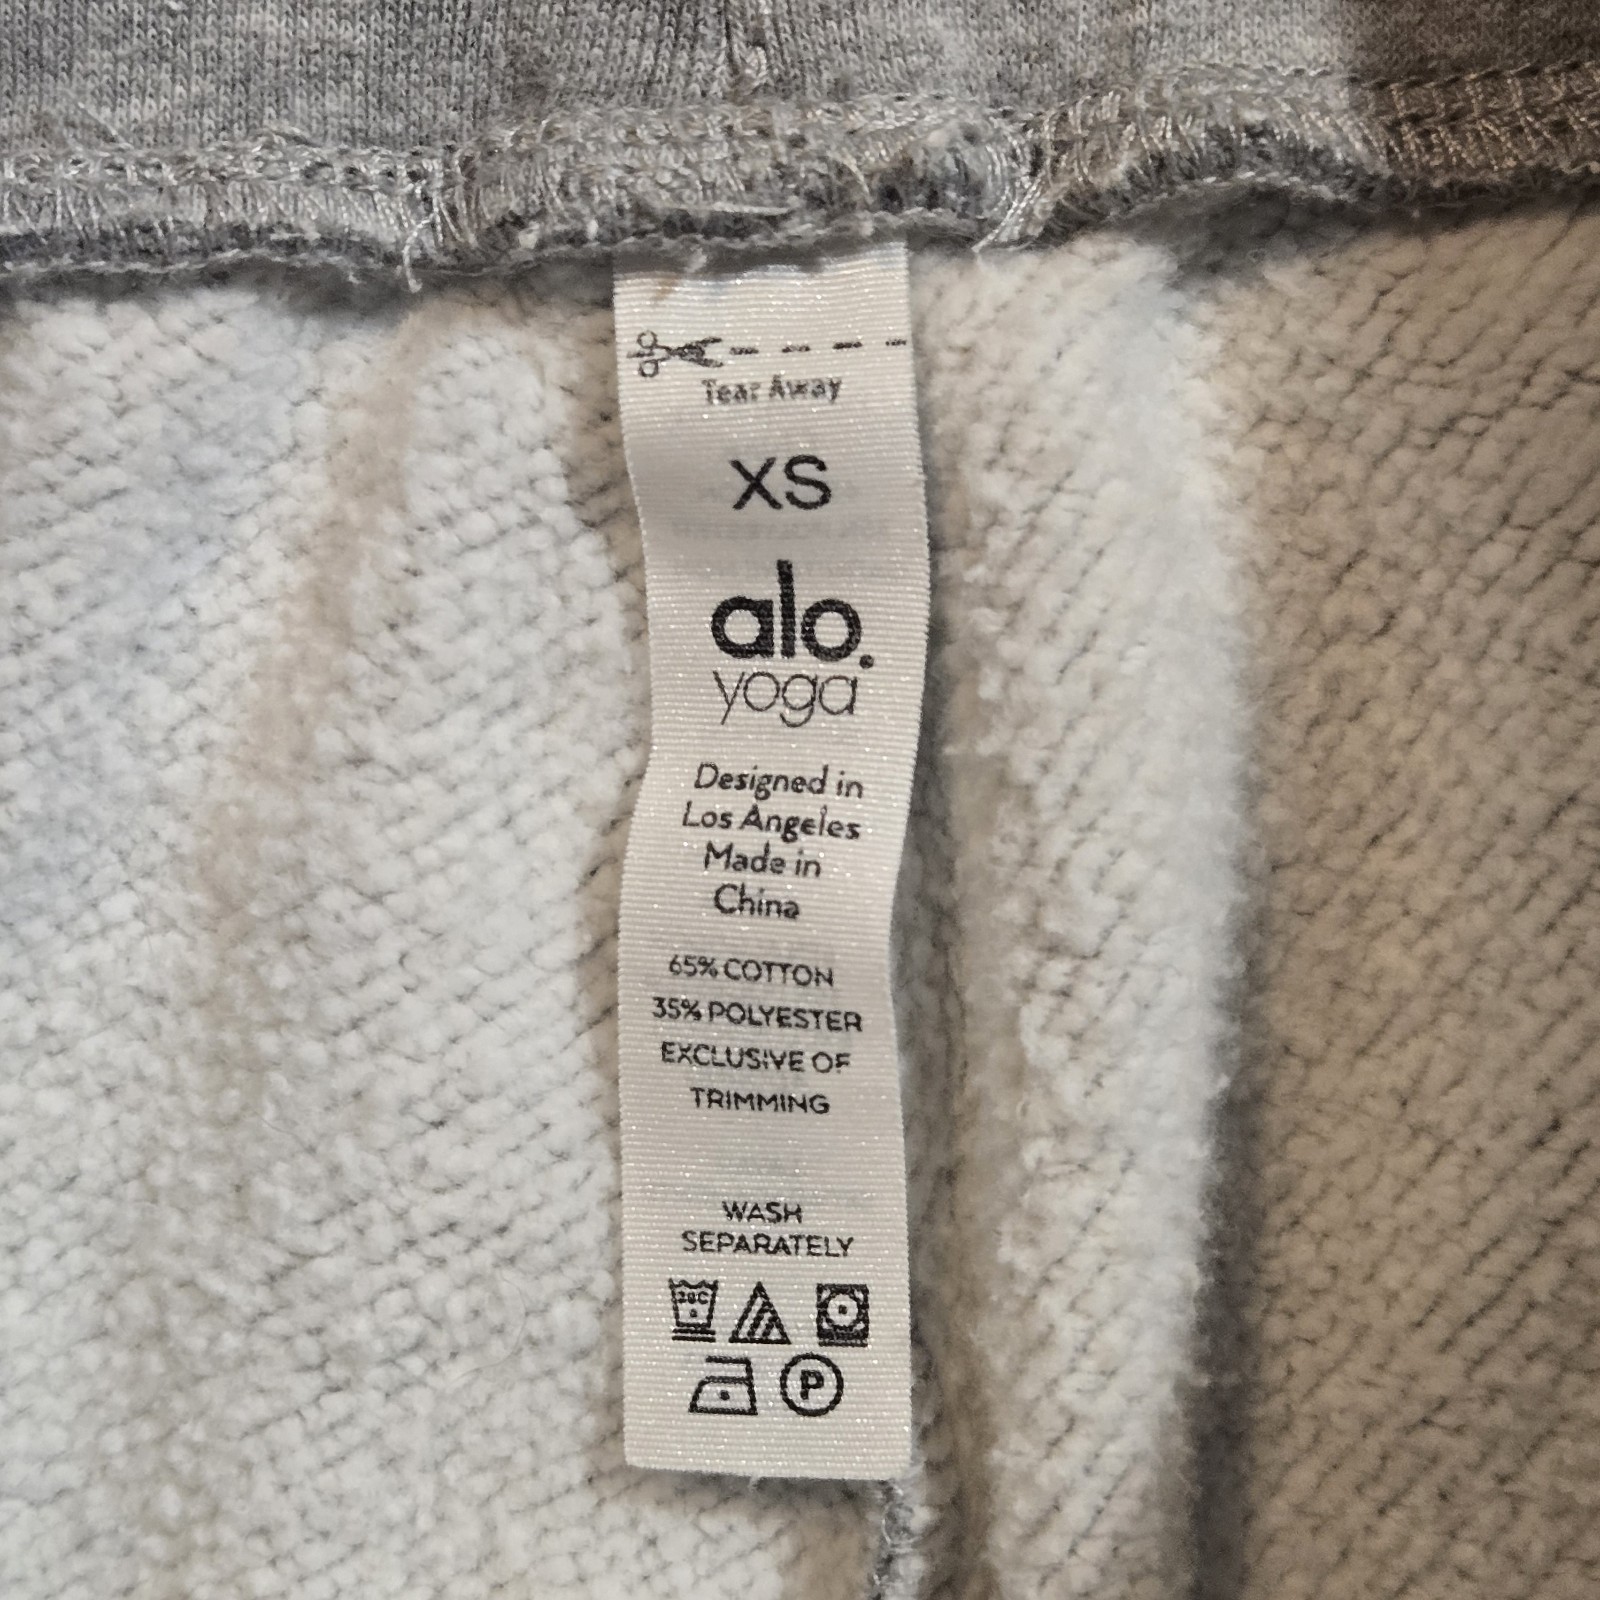 Tear Away
XS
alo.
yoga
Designed in
Los Angeles
Made in
China
65% COTTON
35% POLYESTER
EXCLUSIVE OF
TRIMMING
WASH
SEPARATELY
P